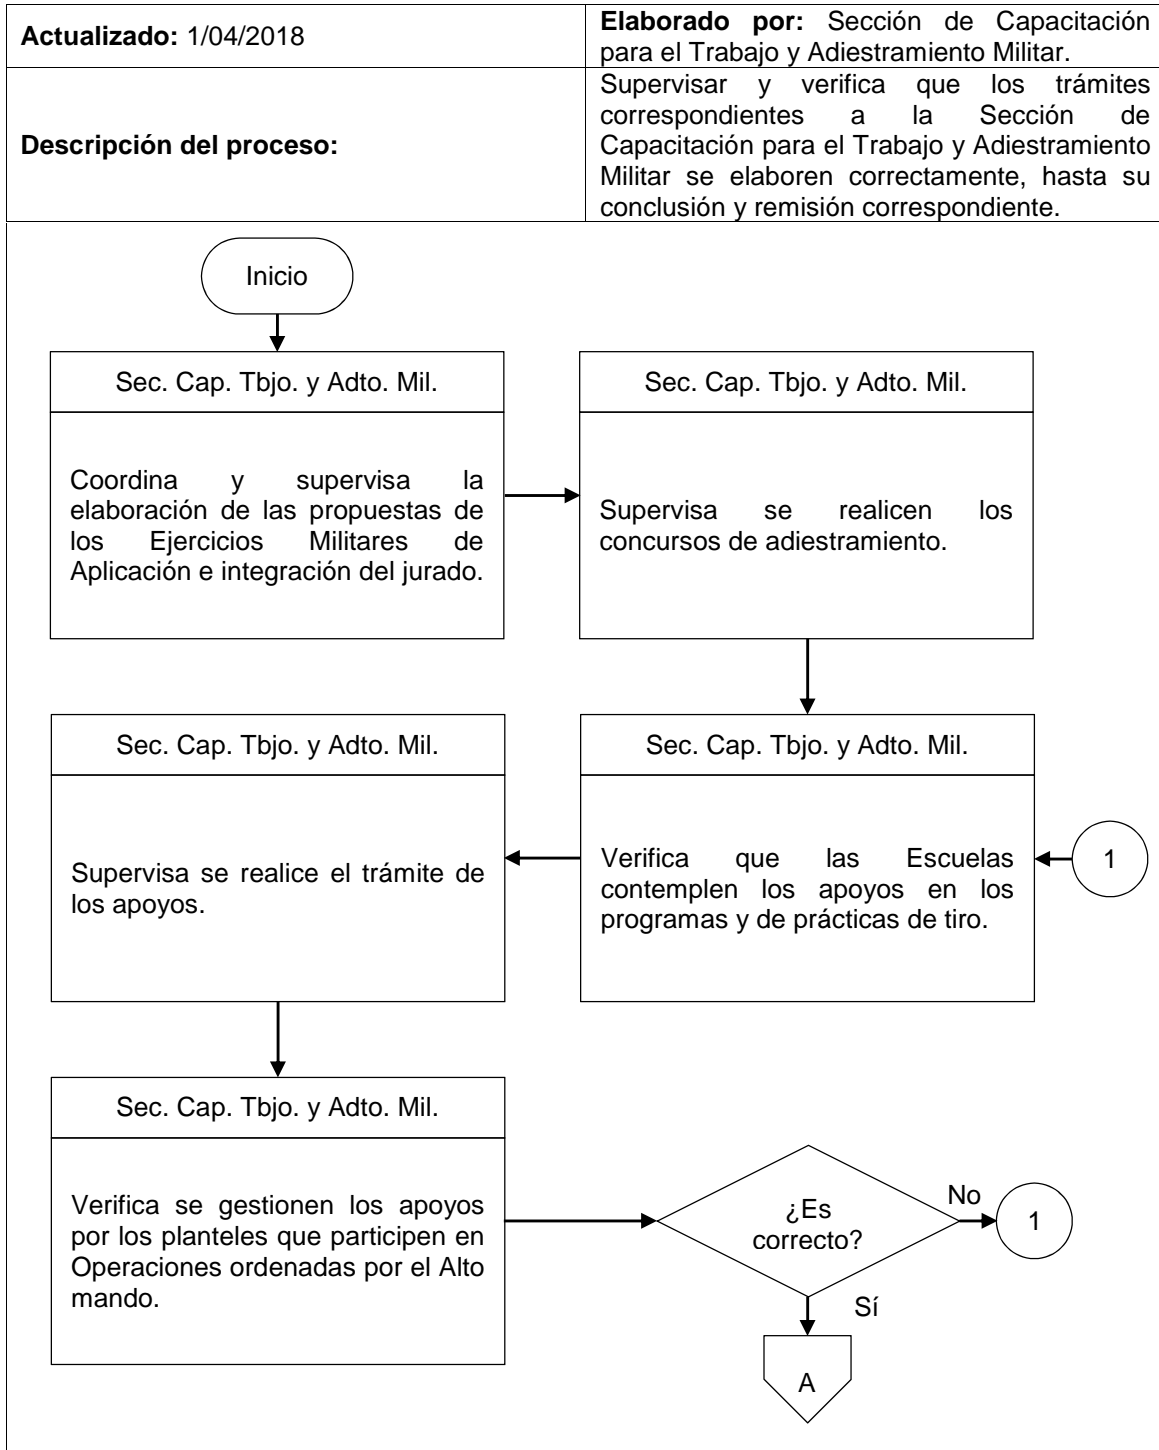 Actualizado: 1/04/2018
Elaborado por: Sección de Capacitación
para el Trabajo y Adiestramiento Militar.
Descripción del proceso:
Supervisar y verifica que los trámites
correspondientes a la Sección de
Capacitación para el Trabajo y Adiestramiento
Militar se elaboren correctamente, hasta su
conclusión y remisión correspondiente.
Inicio
Sec. Cap. Tbjo. y Adto. Mil.
Coordina y supervisa la
elaboración de las propuestas de
los Ejercicios Militares de
Aplicación e integración del jurado.
Sec. Cap. Tbjo. y Adto. Mil.
Supervisa se realicen los
concursos de adiestramiento.
Sec. Cap. Tbjo. y Adto. Mil.
Verifica que las Escuelas
contemplen los apoyos en los
programas y de prácticas de tiro.
1
Sec. Cap. Tbjo. y Adto. Mil.
Supervisa se realice el trámite de
los apoyos.
Sec. Cap. Tbjo. y Adto. Mil.
Verifica se gestionen los apoyos
por los planteles que participen en
Operaciones ordenadas por el Alto
mando.
¿Es
correcto?
No
1
Sí
A